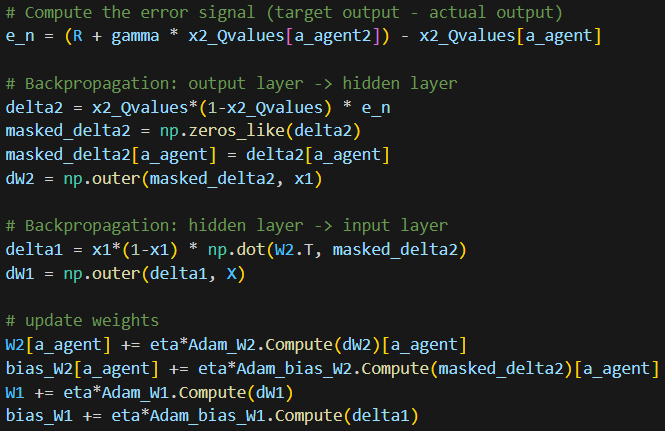 # Compute the error signal (target output - actual output)
e_n = (R + gamma * x2_Qvalues[a_agent2]) - x2_Qvalues[a_agent]
# Backpropagation: output layer -> hidden layer
delta2 = x2_Qvalues*(1-x2_Qvalues) * e_n
masked_delta2 = np.zeros_like(delta2)
masked_delta2[a_agent] = delta2[a_agent]
dW2 = np.outer(masked_delta2, x1)
# Backpropagation: hidden layer -> input layer
delta1 = x1*(1-x1) * np.dot(W2.T, masked_delta2)
dW1 = np.outer(delta1, X)
# update weights
W2[a_agent] += eta*Adam_W2.Compute(dW2)[a_agent]
bias_W2[a_agent] += eta*Adam_bias_W2.Compute(masked_delta2)[a_agent]
W1 += eta*Adam_W1.Compute(dW1)
bias_W1 += eta*Adam_bias_W1.Compute(delta1)